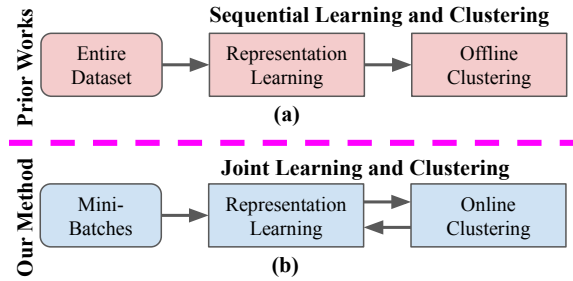 Prior Works
Sequential Learning and Clustering
Entire
Dataset
Representation
Learning
Offline
Clustering
(a)
Our Method
Joint Learning and Clustering
Mini-
Batches
Representation
Learning
Online
Clustering
(b)